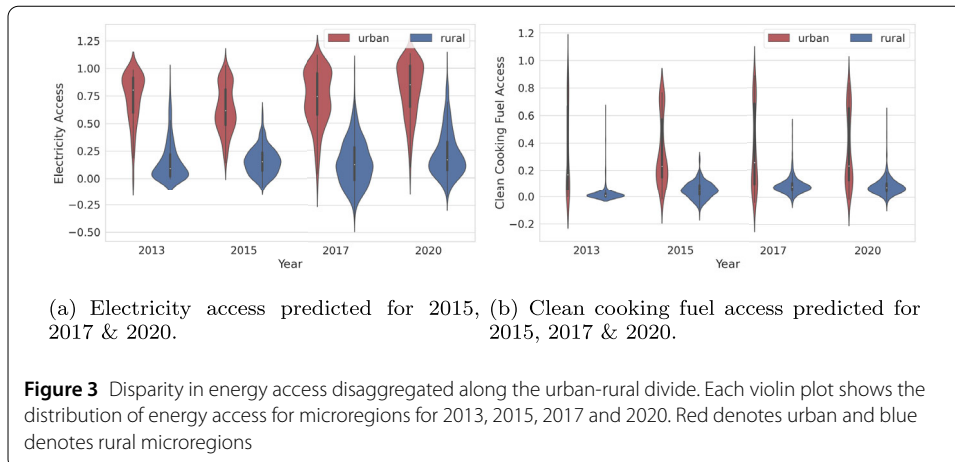 urban rural
1.25
1.00
0.75
0.50
0.25
0.00
−0.25
−0.50
Electricity Access
2013 2015 2017 2020
Year
urban rural
1.2
1.0
0.8
0.6
0.4
0.2
0.0
−0.2
Clean Cooking Fuel Access
2013 2015 2017 2020
Year
(a) Electricity access predicted for 2015,
2017 & 2020.
(b) Clean cooking fuel access predicted for
2015, 2017 & 2020.
Figure 3 Disparity in energy access disaggregated along the urban-rural divide. Each violin plot shows the
distribution of energy access for microregions for 2013, 2015, 2017 and 2020. Red denotes urban and blue
denotes rural microregions